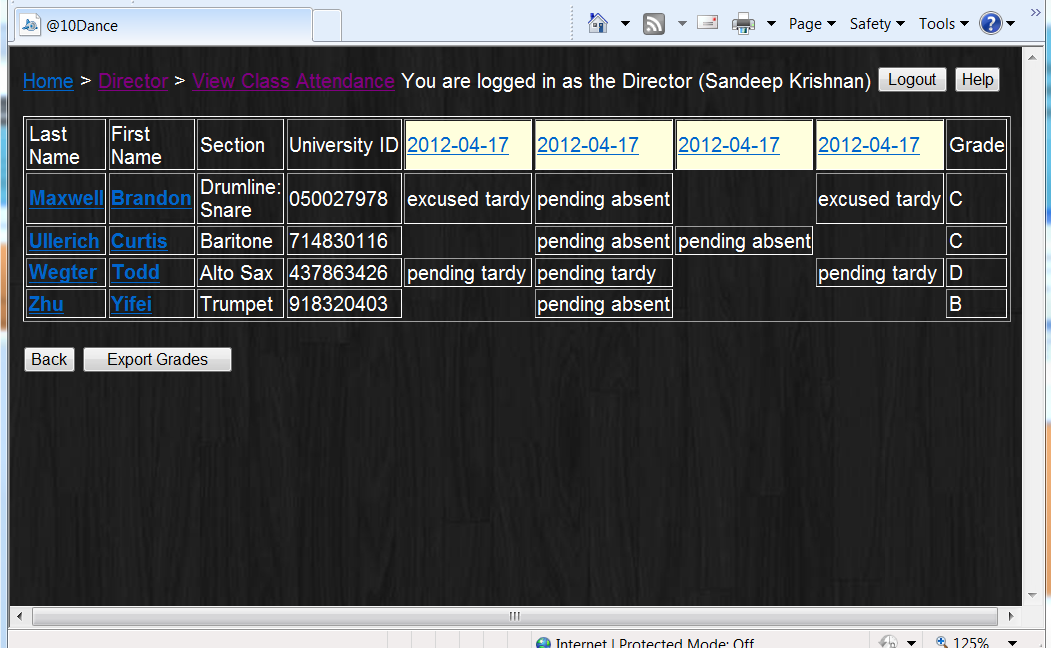 @10Dance
Page Safety Tools
Home > Director > View Class Attendance You are logged in as the Director (Sandeep Krishnan) Logout Help
Last Name First Name Section University ID 2012-04-17 2012-04-17 2012-04-17 2012-04-17 Grade
Maxwell Brandon Drumline: Snare 050027978 excused tardy pending absent excused tardy C
Ullerich Curtis Baritone 714830116 pending absent pending absent C
Wegter Todd Alto Sax 437863426 pending tardy pending tardy pending tardy D
Zhu Yifei Trumpet 918320403 pending absent B
Back Export Grades
Internet | Protected Mode: Off 125%